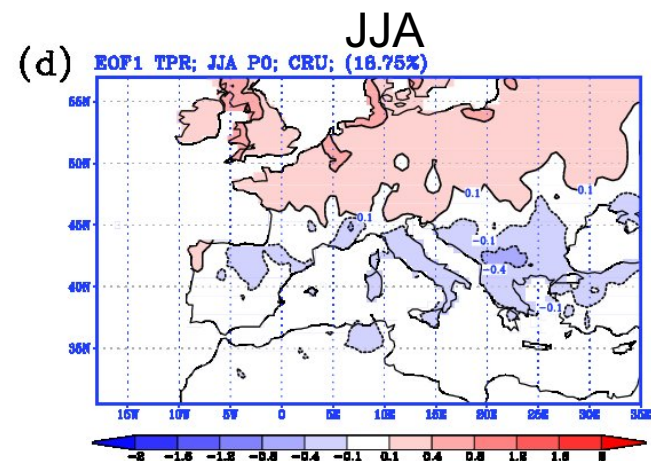 JJA
(d) EOF1 TPR; JJA P0; CRU; (16.75%)
55N
50N
0.1
0.1
0.1
45N
-0.1
-0.4
40N
-0.1
35N
15W 10W 5W 0 5E 10E 15E 20E 25E 30E 35E
-2 -1.6 -1.2 -0.8 -0.4 -0.1 0.1 0.4 0.8 1.2 1.6 2